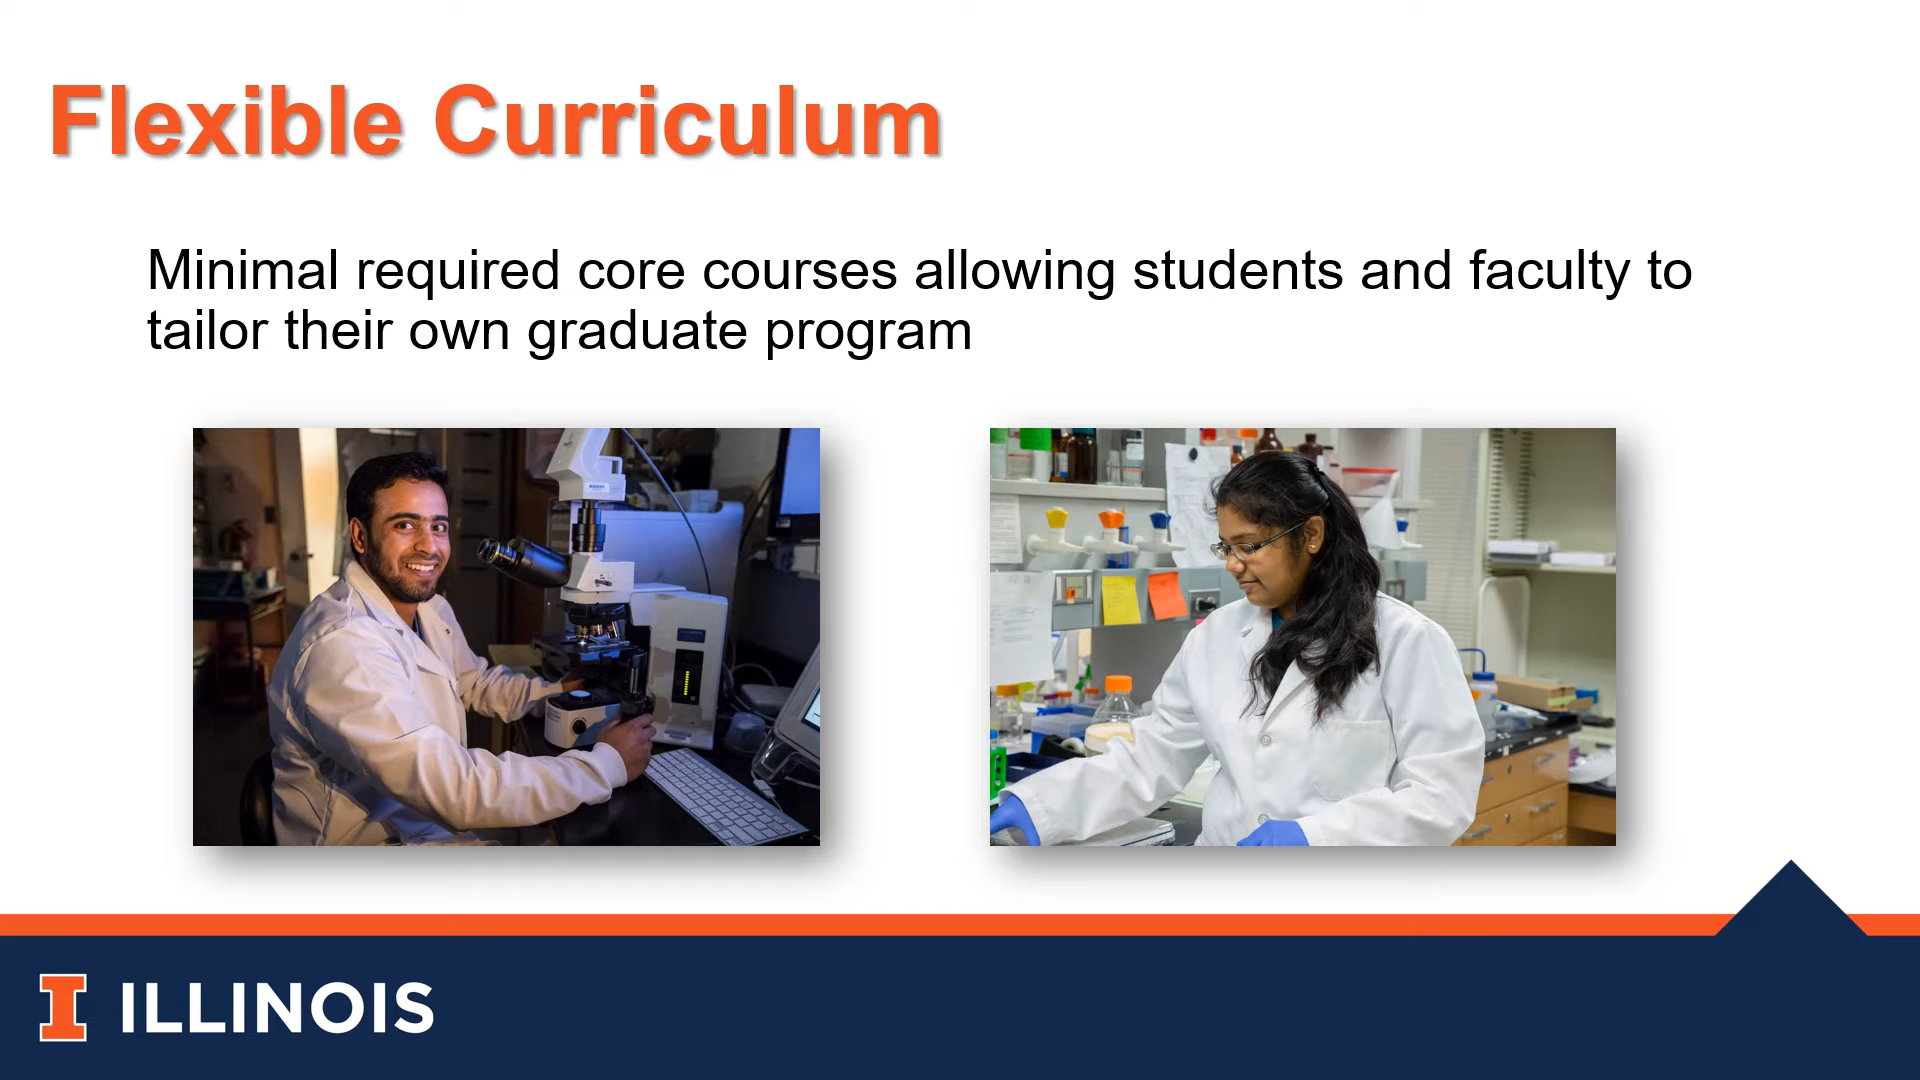 Flexible Curriculum
Minimal required core courses allowing students and faculty to
tailor their own graduate program
I ILLINOIS